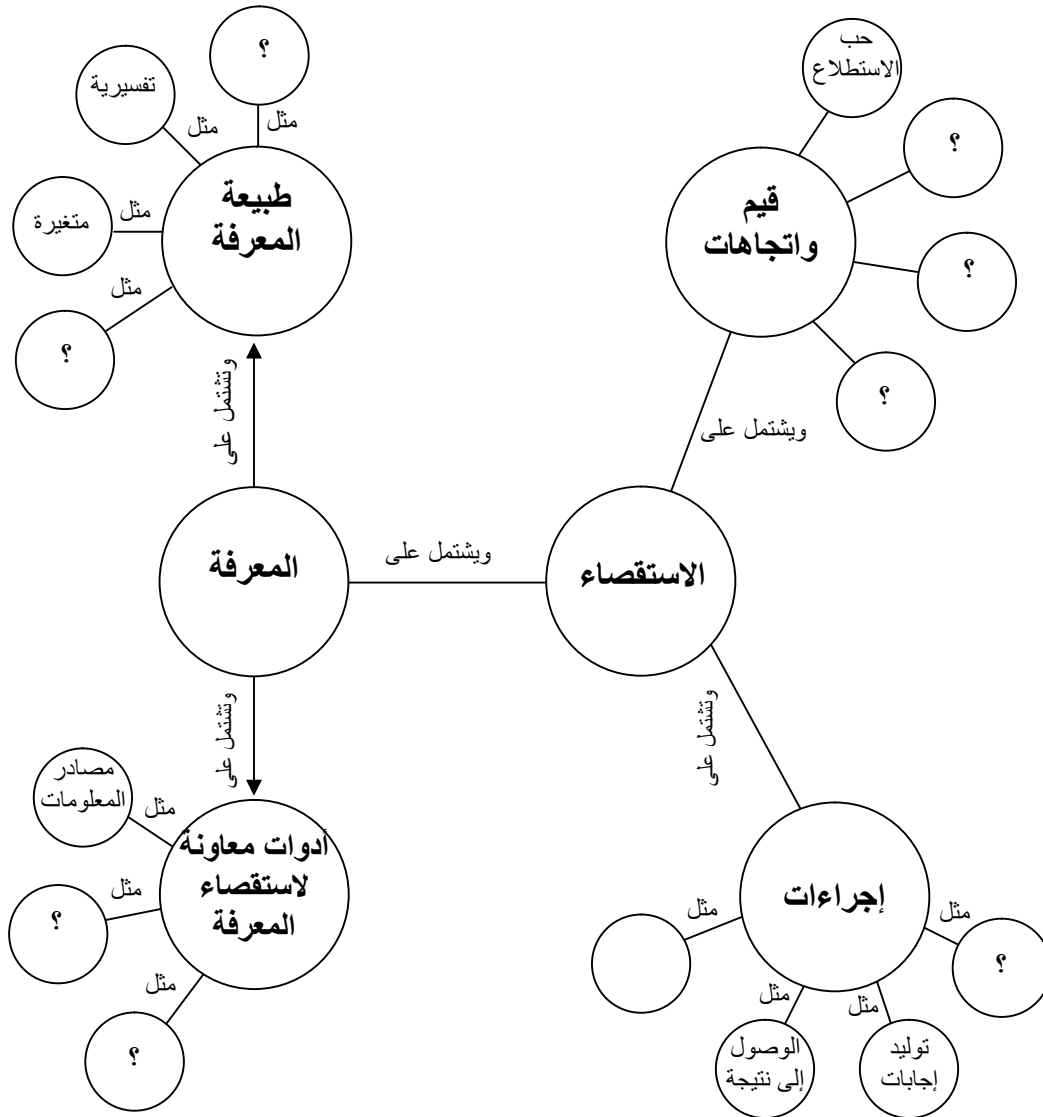 حب
الاستطلاع
؟
؟
؟
قيم
واتجاهات
ويشتمل على
؟
مثل
تفسيرية
مثل
متغيرة
مثل
؟
مثل
طبيعة
المعرفة
وتشتمل على
الاستقصاء
ويشتمل على
المعرفة
وتشتمل على
وتشتمل على
إجراءات
مثل
؟
مثل
توليد
إجابات
مثل
الوصول
إلى نتيجة
مثل
أدوات معاونة
لاستقصاء
المعرفة
مثل
مصادر
المعلومات
مثل
؟
مثل
؟